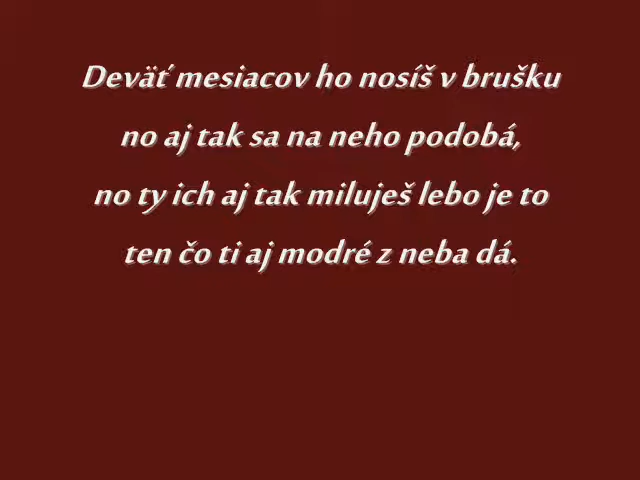 Deväť mesiacov ho nosíš v brušku
no aj tak sa na neho podobá,
no ty ich aj tak miluješ lebo je to
ten čo ti aj modré z neba dá.